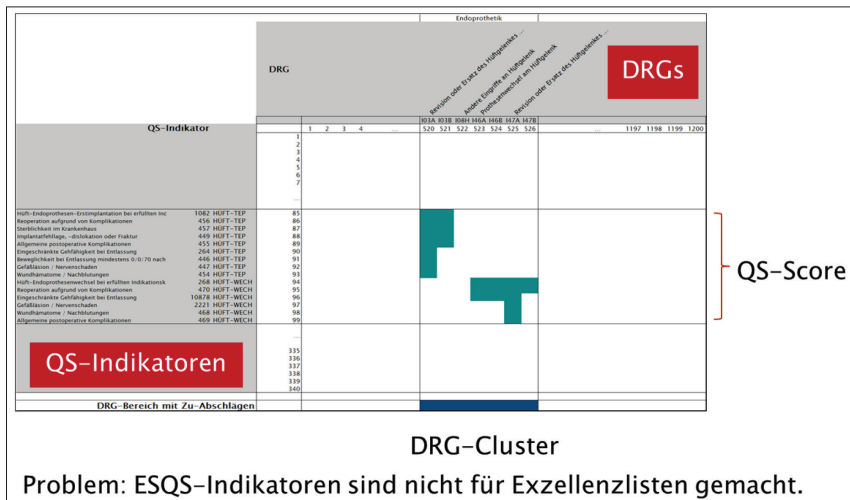 Endoprothetik
DRG
Revision oder Ersatz des Hüftgelenkes ...
Andere Eingriffe an Hüftgelenk
Prothesenwechsel am Hüftgelenk
Revision oder Ersatz des Hüftgelenkes ...
DRGs
I03A I03B I08H I46A I46B I47A I47B
QS-Indikator
1 2 3 4 ... 520 521 522 523 524 525 526 ... 1197 1198 1199 1200
1
2
3
4
5
6
7
...
Hüft-Endoprothesen-Erstimplantation bei erfüllten Inc 1082 HÜFT-TEP 85
Reoperation aufgrund von Komplikationen 456 HÜFT-TEP 86
Sterblichkeit im Krankenhaus 457 HÜFT-TEP 87
Implantatfehllage, -dislokation oder Fraktur 449 HÜFT-TEP 88
Allgemeine postoperative Komplikationen 455 HÜFT-TEP 89
Eingeschränkte Gehfähigkeit bei Entlassung 264 HÜFT-TEP 90
Beweglichkeit bei Entlassung mindestens 0/0/70 nach 446 HÜFT-TEP 91
Gefäßläsion / Nervenschaden 447 HÜFT-TEP 92
Wundhämatome / Nachblutungen 454 HÜFT-TEP 93
Hüft-Endoprothesenwechsel bei erfüllten Indikationsk 268 HÜFT-WECH 94
Reoperation aufgrund von Komplikationen 470 HÜFT-WECH 95
Eingeschränkte Gehfähigkeit bei Entlassung 10878 HÜFT-WECH 96
Gefäßläsion / Nervenschaden 2221 HÜFT-WECH 97
Wundhämatome / Nachblutungen 468 HÜFT-WECH 98
Allgemeine postoperative Komplikationen 469 HÜFT-WECH 99
QS-Score
...
335
336
337
338
339
340
QS-Indikatoren
DRG-Bereich mit Zu-Abschlägen
DRG-Cluster
Problem: ESQS-Indikatoren sind nicht für Exzellenzlisten gemacht.